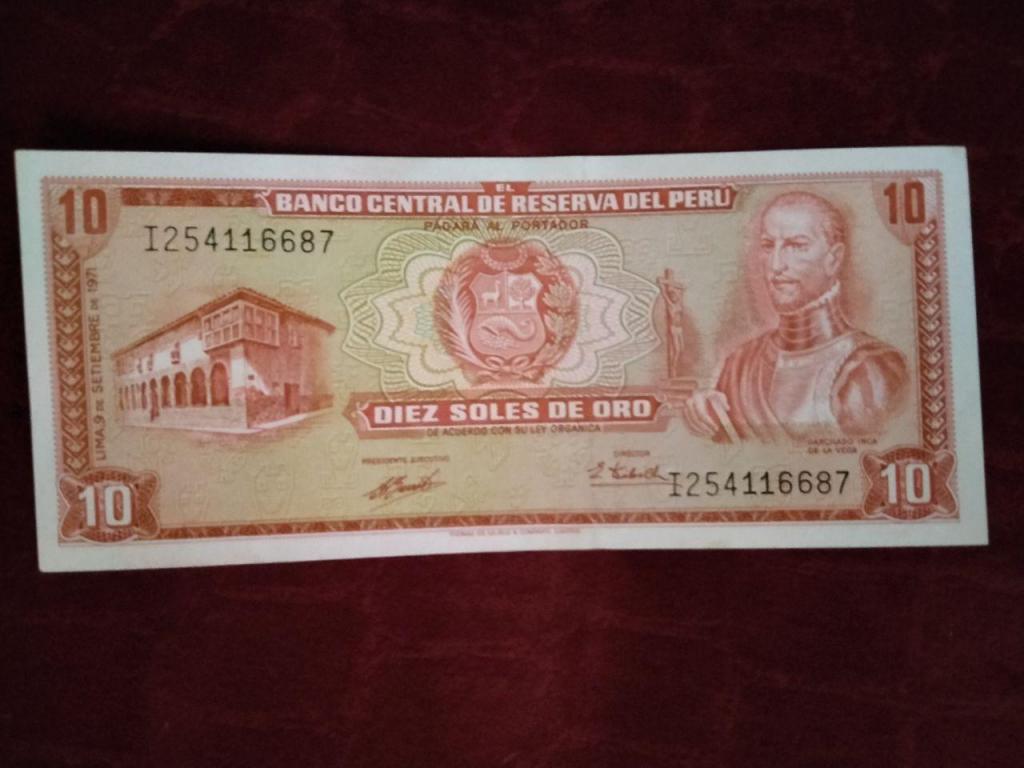 10
EL
BANCO CENTRAL DE RESERVA DEL PERU
10
PAGARA AL PORTADOR
I254116687
LIMA, 9 DE SETIEMBRE DE 1971
DIEZ SOLES DE ORO
DE ACUERDO CON SU LEY ORGANICA
GARCILASO INCA
DE LA VEGA
PRESIDENTE EJECUTIVO
DIRECTOR
10
I254116687
10